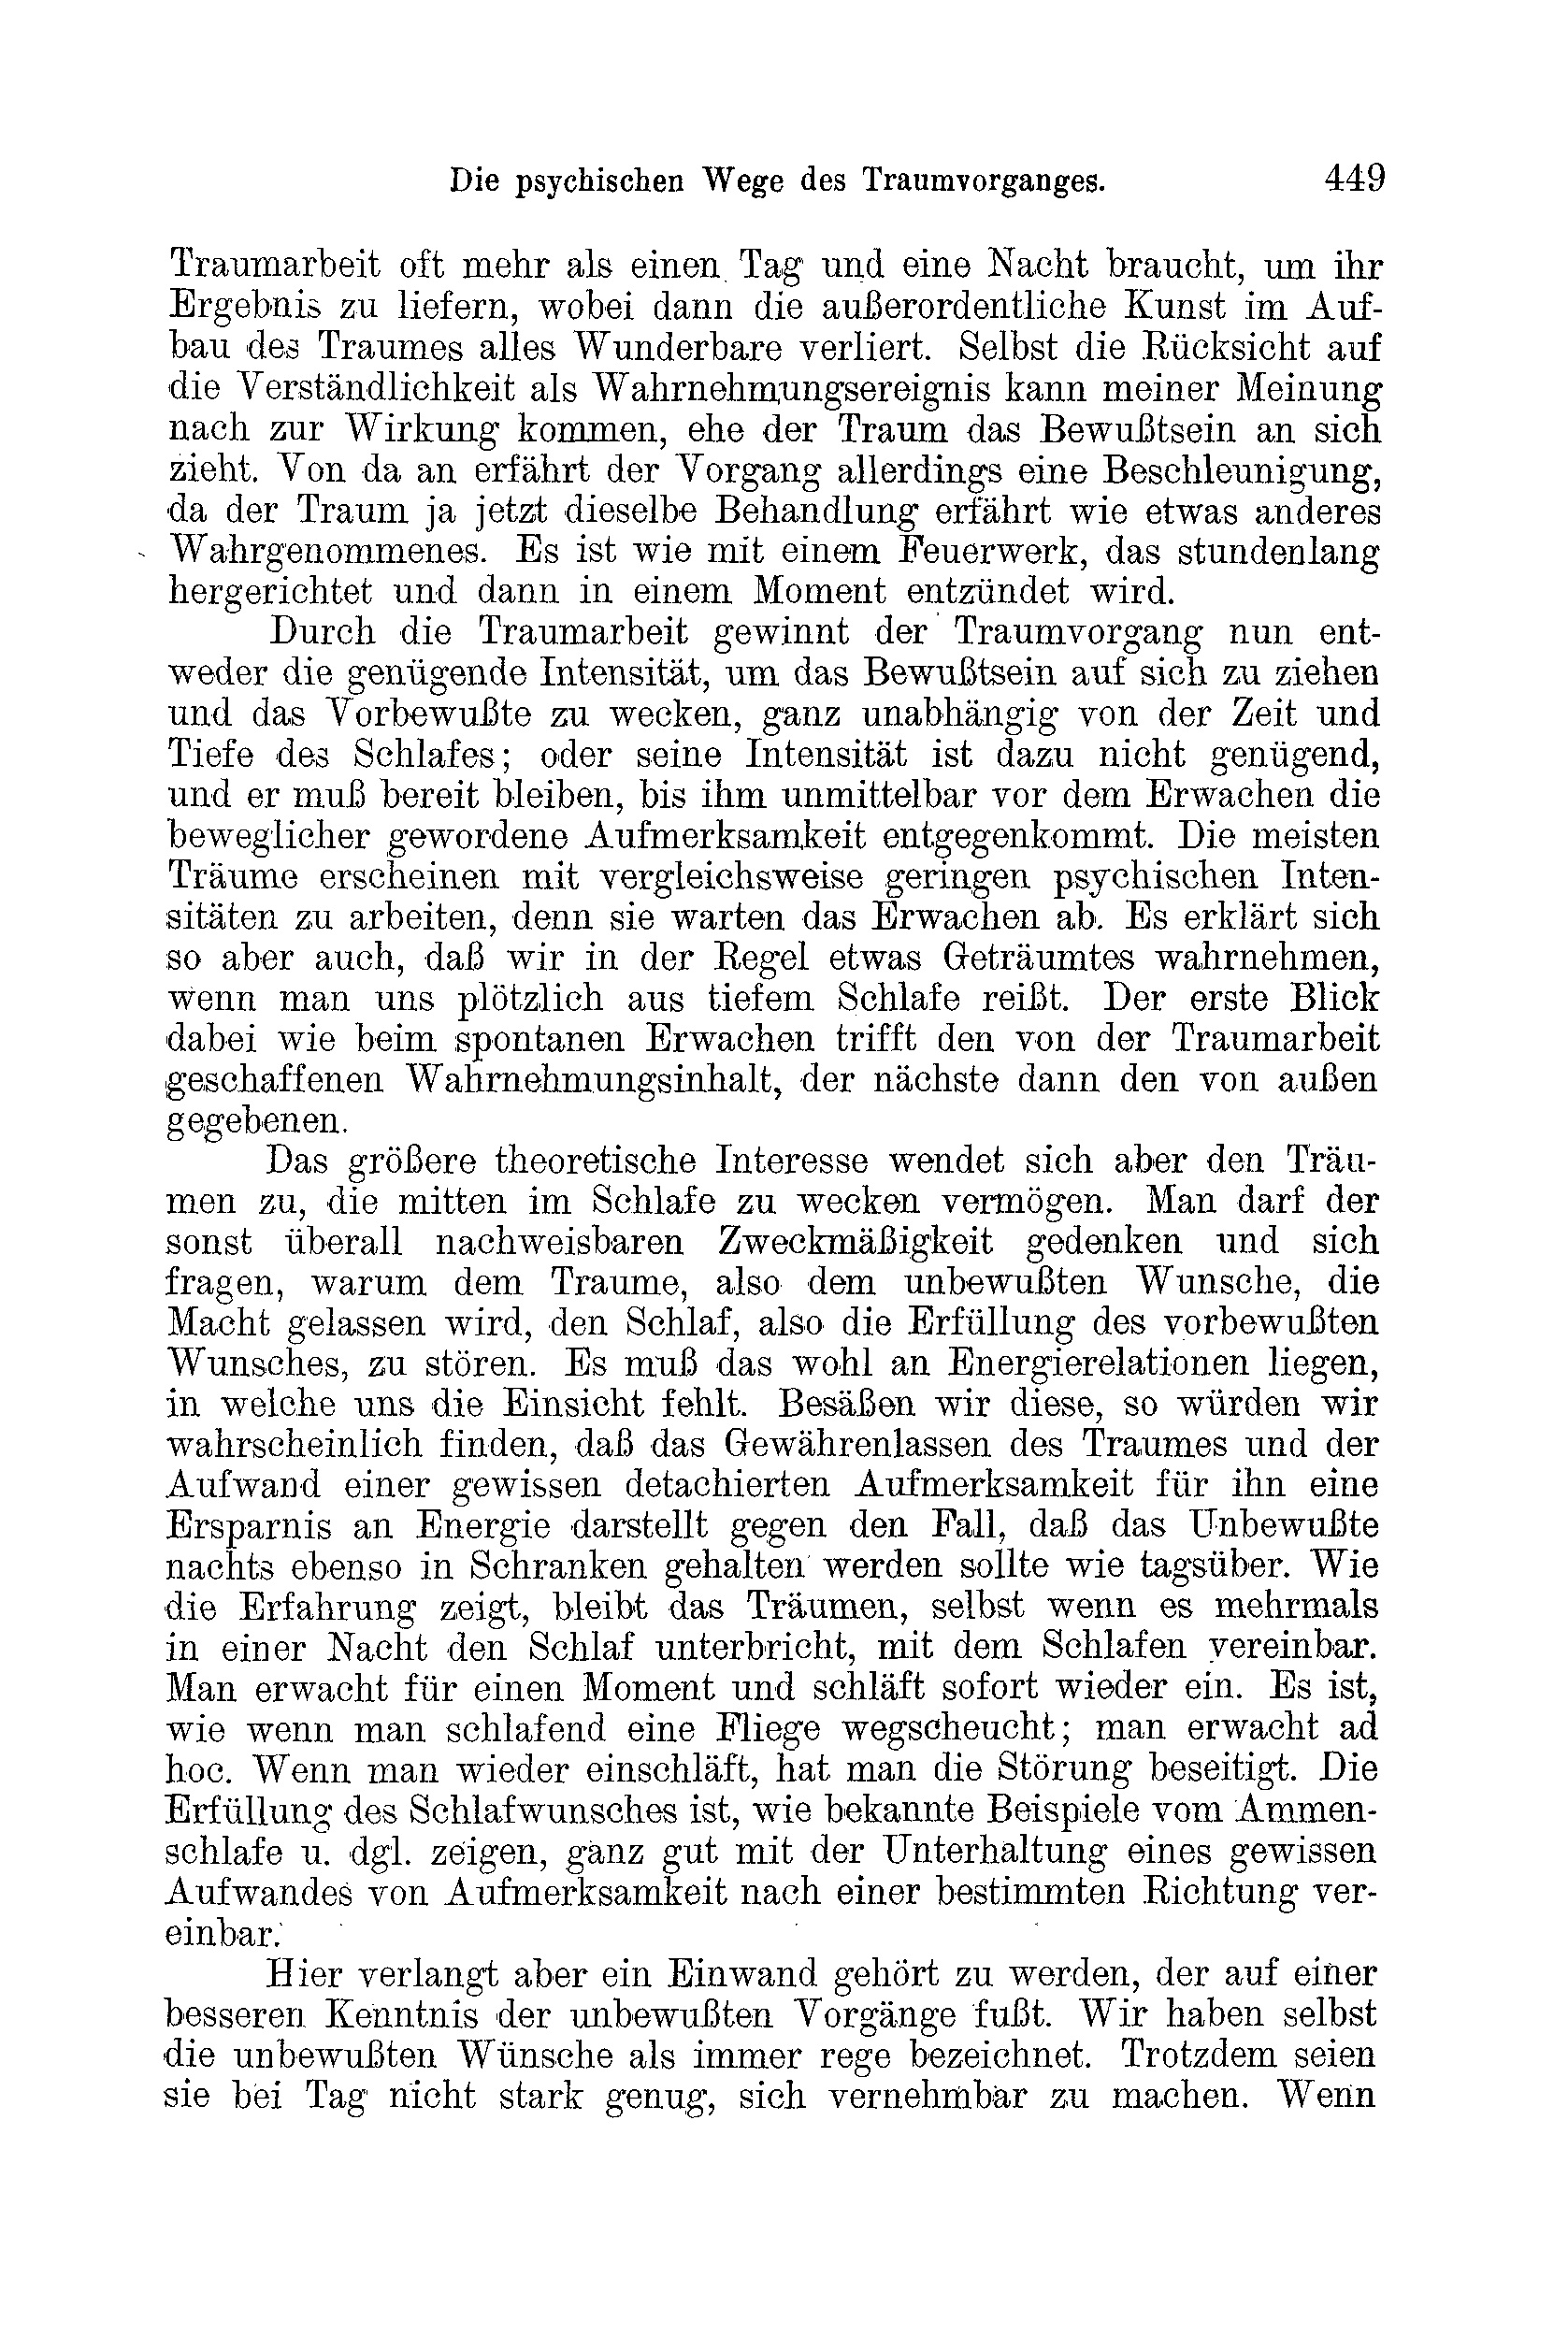 Die psychischen Wege des Traumvorganges. 449
Traumarbeit oft mehr als einen Tag und eine Nacht braucht, um ihr
Ergebnis zu liefern, wobei dann die außerordentliche Kunst im Auf-
bau des Traumes alles Wunderbare verliert. Selbst die Rücksicht auf
die Verständlichkeit als Wahrnehmungsereignis kann meiner Meinung
nach zur Wirkung kommen, ehe der Traum das Bewußtsein an sich
zieht. Von da an erfährt der Vorgang allerdings eine Beschleunigung,
da der Traum ja jetzt dieselbe Behandlung erfährt wie etwas anderes
Wahrgenommenes. Es ist wie mit einem Feuerwerk, das stundenlang
hergerichtet und dann in einem Moment entzündet wird.
Durch die Traumarbeit gewinnt der Traumvorgang nun ent-
weder die genügende Intensität, um das Bewußtsein auf sich zu ziehen
und das Vorbewußte zu wecken, ganz unabhängig von der Zeit und
Tiefe des Schlafes; oder seine Intensität ist dazu nicht genügend,
und er muß bereit bleiben, bis ihm unmittelbar vor dem Erwachen die
beweglicher gewordene Aufmerksamkeit entgegenkommt. Die meisten
Träume erscheinen mit vergleichsweise geringen psychischen Inten-
sitäten zu arbeiten, denn sie warten das Erwachen ab. Es erklärt sich
so aber auch, daß wir in der Regel etwas Geträumtes wahrnehmen,
wenn man uns plötzlich aus tiefem Schlafe reißt. Der erste Blick
dabei wie beim spontanen Erwachen trifft den von der Traumarbeit
geschaffenen Wahrnehmungsinhalt, der nächste dann den von außen
gegebenen.
Das größere theoretische Interesse wendet sich aber den Träu-
men zu, die mitten im Schlafe zu wecken vermögen. Man darf der
sonst überall nachweisbaren Zweckmäßigkeit gedenken und sich
fragen, warum dem Traume, also dem unbewußten Wunsche, die
Macht gelassen wird, den Schlaf, also die Erfüllung des vorbewußten
Wunsches, zu stören. Es muß das wohl an Energierelationen liegen,
in welche uns die Einsicht fehlt. Besäßen wir diese, so würden wir
wahrscheinlich finden, daß das Gewährenlassen des Traumes und der
Aufwand einer gewissen detachierten Aufmerksamkeit für ihn eine
Ersparnis an Energie darstellt gegen den Fall, daß das Unbewußte
nachts ebenso in Schranken gehalten werden sollte wie tagsüber. Wie
die Erfahrung zeigt, bleibt das Träumen, selbst wenn es mehrmals
in einer Nacht den Schlaf unterbricht, mit dem Schlafen vereinbar.
Man erwacht für einen Moment und schläft sofort wieder ein. Es ist,
wie wenn man schlafend eine Fliege wegscheucht; man erwacht ad
hoc. Wenn man wieder einschläft, hat man die Störung beseitigt. Die
Erfüllung des Schlafwunsches ist, wie bekannte Beispiele vom Ammen-
schlafe u. dgl. zeigen, ganz gut mit der Unterhaltung eines gewissen
Aufwandes von Aufmerksamkeit nach einer bestimmten Richtung ver-
einbar.
Hier verlangt aber ein Einwand gehört zu werden, der auf einer
besseren Kenntnis der unbewußten Vorgänge fußt. Wir haben selbst
die unbewußten Wünsche als immer rege bezeichnet. Trotzdem seien
sie bei Tag nicht stark genug, sich vernehmbar zu machen. Wenn